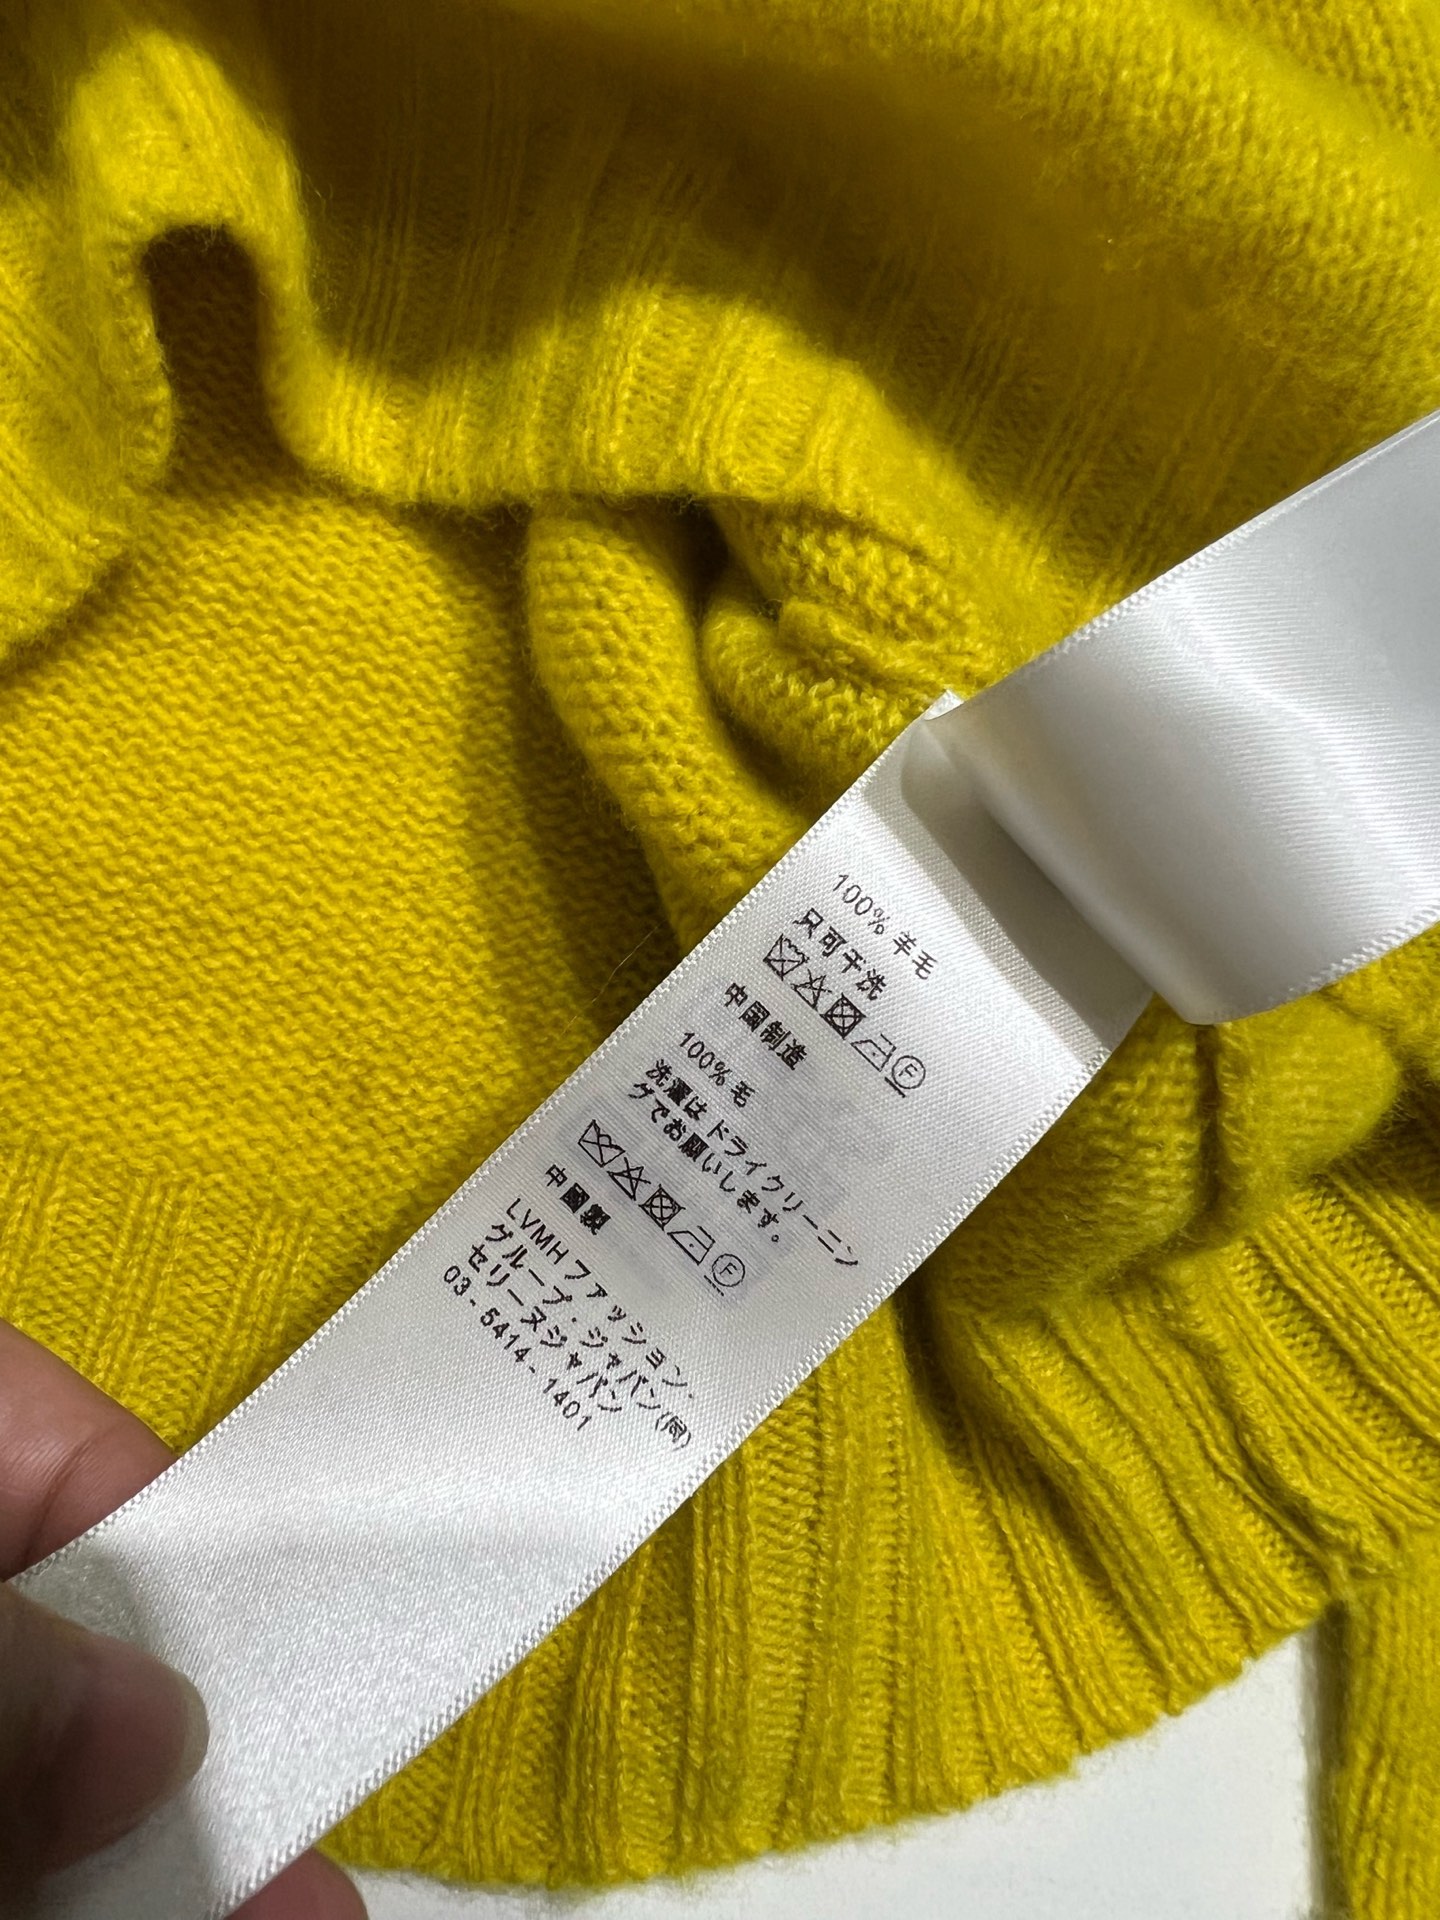 100% 羊毛
只可干洗
F
中国制造
100% 毛
洗濯は ドライクリーニン
グでお願いします。
F
中國製
LVMHファッション・
グループ・ジャパン(同)
セリーヌジャパン
03-5414-1401